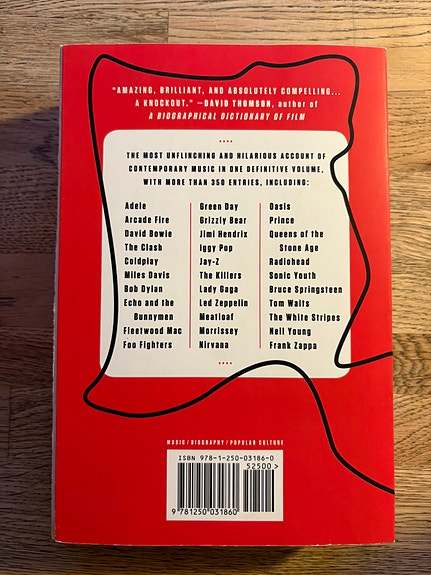 "AMAZING, BRILLIANT, AND ABSOLUTELY COMPELLING...
A KNOCKOUT." —DAVID THOMSON, author of
A BIOGRAPHICAL DICTIONARY OF FILM
THE MOST UNFLINCHING AND HILARIOUS ACCOUNT OF
CONTEMPORARY MUSIC IN ONE DEFINITIVE VOLUME,
WITH MORE THAN 350 ENTRIES, INCLUDING:
Adele
Arcade Fire
David Bowie
The Clash
Coldplay
Miles Davis
Bob Dylan
Echo and the
Bunnymen
Fleetwood Mac
Foo Fighters
Green Day
Grizzly Bear
Jimi Hendrix
Iggy Pop
Jay-Z
The Killers
Lady Gaga
Led Zeppelin
Meatloaf
Morrissey
Nirvana
Oasis
Prince
Queens of the
Stone Age
Radiohead
Sonic Youth
Bruce Springsteen
Tom Waits
The White Stripes
Neil Young
Frank Zappa
MUSIC / BIOGRAPHY / POPULAR CULTURE
ISBN 978-1-250-03186-0
52500 >
9 781250 031860